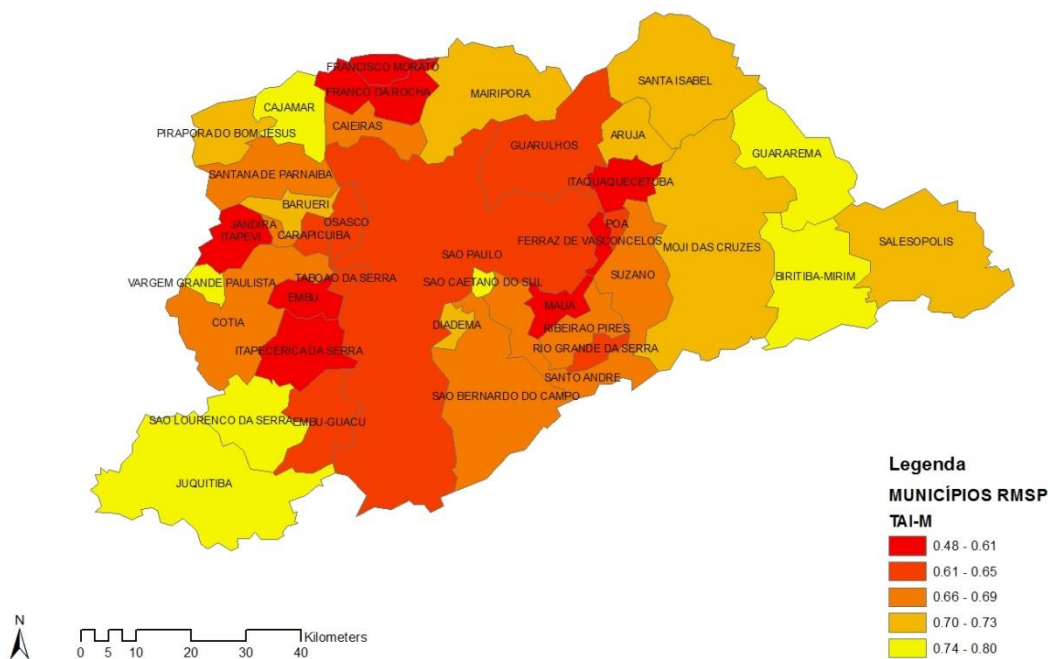 FRANCISCO MORATO
FRANCO DA ROCHA
MAIRIPORA
SANTA ISABEL
CAJAMAR
CAIEIRAS
PIRAPORA DO BOM JESUS
GUARULHOS
ARUJA
GUARAREMA
SANTANA DE PARNAIBA
ITAQUAQUECETUBA
BARUERI
JANDIRA
OSASCO
POA
ITAPEVI
CARAPICUIBA
FERRAZ DE VASCONCELOS
MOJI DAS CRUZES
SALESOPOLIS
SAO PAULO
VARGEM GRANDE PAULISTA
TABOAO DA SERRA
SAO CAETANO DO SUL
SUZANO
BIRITIBA-MIRIM
EMBU
MAUA
COTIA
DIADEMA
RIBEIRAO PIRES
ITAPECERICA DA SERRA
RIO GRANDE DA SERRA
SANTO ANDRE
SAO BERNARDO DO CAMPO
SAO LOURENCO DA SERRA
EMBU-GUACU
JUQUITIBA
Legenda
MUNICÍPIOS RMSP
TAI-M
0.48 - 0.61
0.61 - 0.65
0.66 - 0.69
0.70 - 0.73
0.74 - 0.80
N
Kilometers
0 5 10 20 30 40